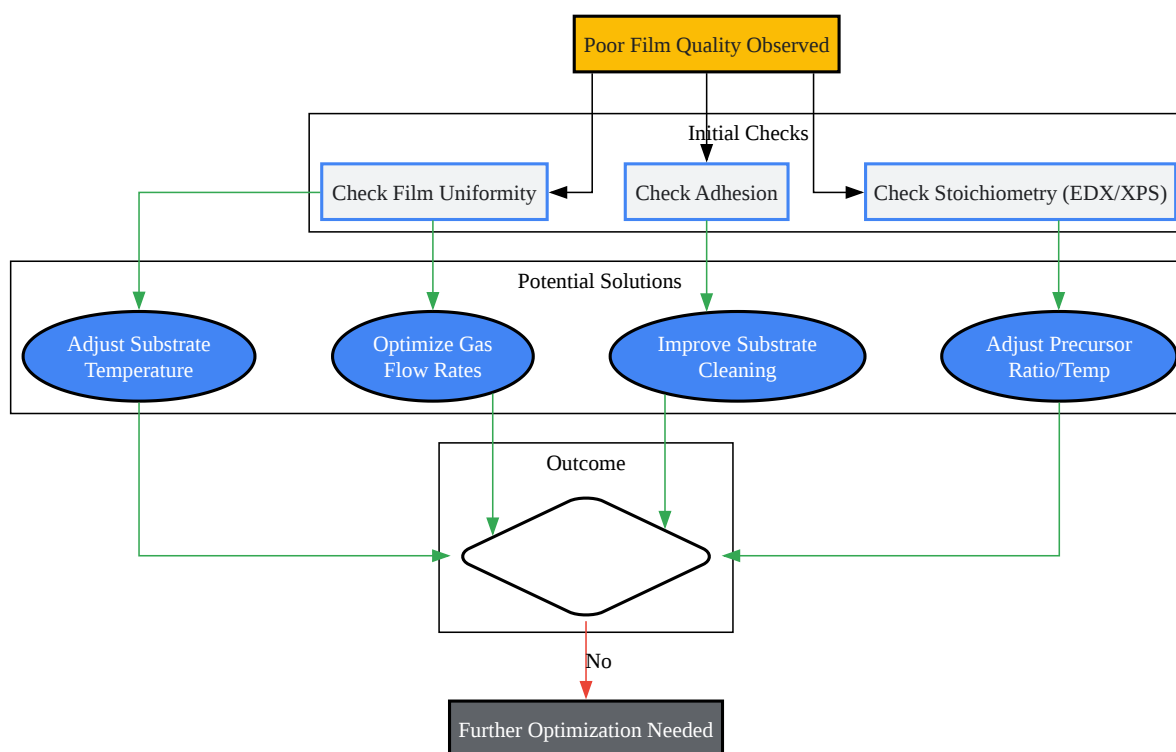 Poor Film Quality Observed
Initial Checks
Check Film Uniformity
Check Adhesion
Check Stoichiometry (EDX/XPS)
Potential Solutions
Adjust Substrate
Temperature
Optimize Gas
Flow Rates
Improve Substrate
Cleaning
Adjust Precursor
Ratio/Temp
Outcome
No
Further Optimization Needed